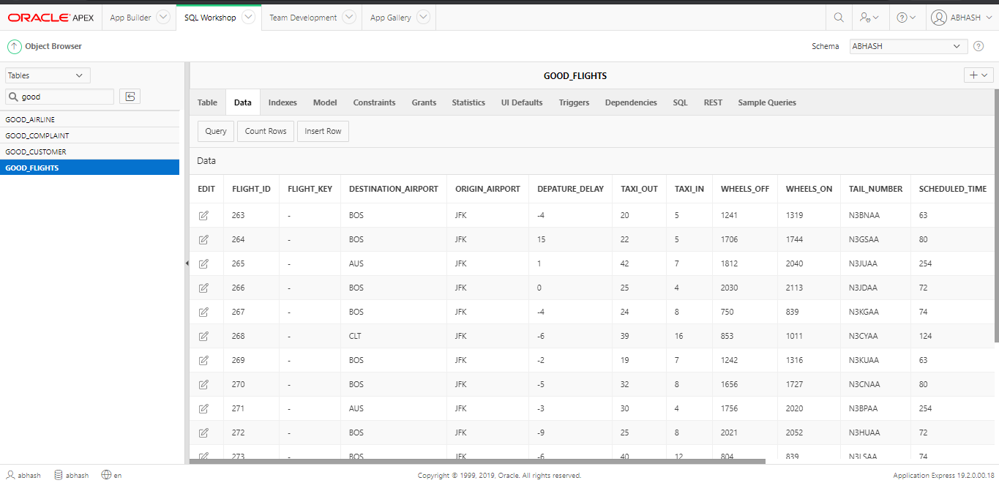 ORACLE APEX App Builder SQL Workshop Team Development App Gallery ABHASH
Object Browser Schema ABHASH
Tables
good
GOOD_AIRLINE
GOOD_COMPLAINT
GOOD_CUSTOMER
GOOD_FLIGHTS
GOOD_FLIGHTS
Table Data Indexes Model Constraints Grants Statistics UI Defaults Triggers Dependencies SQL REST Sample Queries
Query Count Rows Insert Row
Data
EDIT FLIGHT_ID FLIGHT_KEY DESTINATION_AIRPORT ORIGIN_AIRPORT DEPATURE_DELAY TAXI_OUT TAXI_IN WHEELS_OFF WHEELS_ON TAIL_NUMBER SCHEDULED_TIME
263 - BOS JFK -4 20 5 1241 1319 N3BNAA 63
264 - BOS JFK 15 22 5 1706 1744 N3GSAA 80
265 - AUS JFK 1 42 7 1812 2040 N3JUAA 254
266 - BOS JFK 0 25 4 2030 2113 N3JDAA 72
267 - BOS JFK -4 24 8 750 839 N3KGAA 74
268 - CLT JFK -6 39 16 853 1011 N3CYAA 124
269 - BOS JFK -2 19 7 1242 1316 N3KUAA 63
270 - BOS JFK -5 32 8 1656 1727 N3CNAA 80
271 - AUS JFK -3 30 4 1756 2020 N3BPAA 254
272 - BOS JFK -9 25 8 2021 2052 N3HUAA 72
273 - BOS JFK -6 40 12 804 839 N3LSAA 74
abhash abhash en Copyright © 1999, 2019, Oracle. All rights reserved. Application Express 19.2.0.00.18